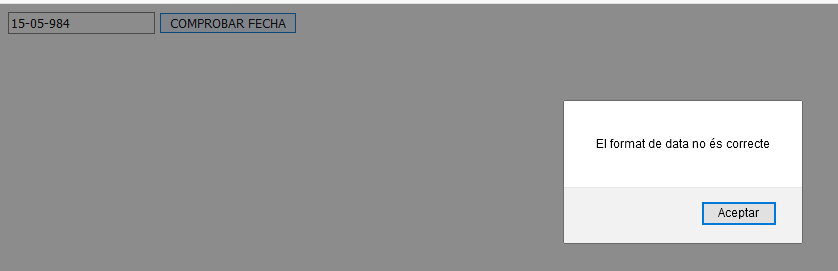 15-05-984 COMPROBAR FECHA
El format de data no és correcte
Aceptar